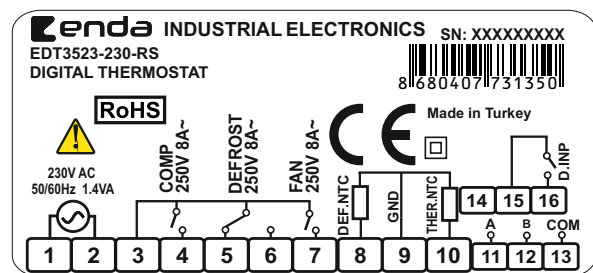 enda INDUSTRIAL ELECTRONICS
SN: XXXXXXXXX
EDT3523-230-RS
DIGITAL THERMOSTAT
8 680407 731350
RoHS
CE
Made in Turkey
230V AC
50/60Hz 1.4VA
COMP
250V 8A~
DEFROST
250V 8A~
FAN
250V 8A~
DEF.NTC
GND
THER.NTC
D.INP
14 15 16
A B COM
1 2 3 4 5 6 7 8 9 10 11 12 13